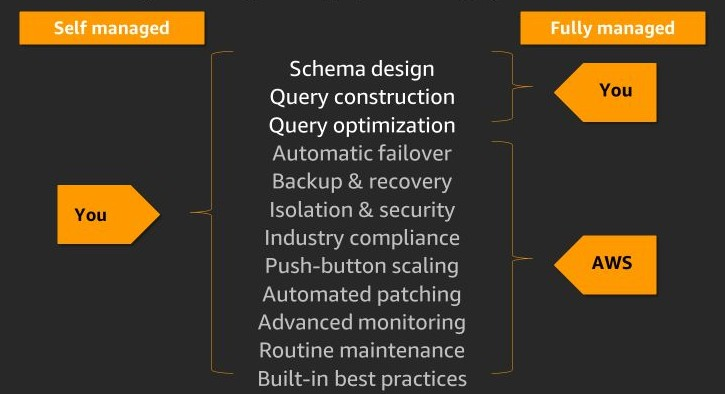 Self managed
Fully managed
Schema design
Query construction
Query optimization
Automatic failover
Backup & recovery
Isolation & security
Industry compliance
Push-button scaling
Automated patching
Advanced monitoring
Routine maintenance
Built-in best practices
You
You
AWS